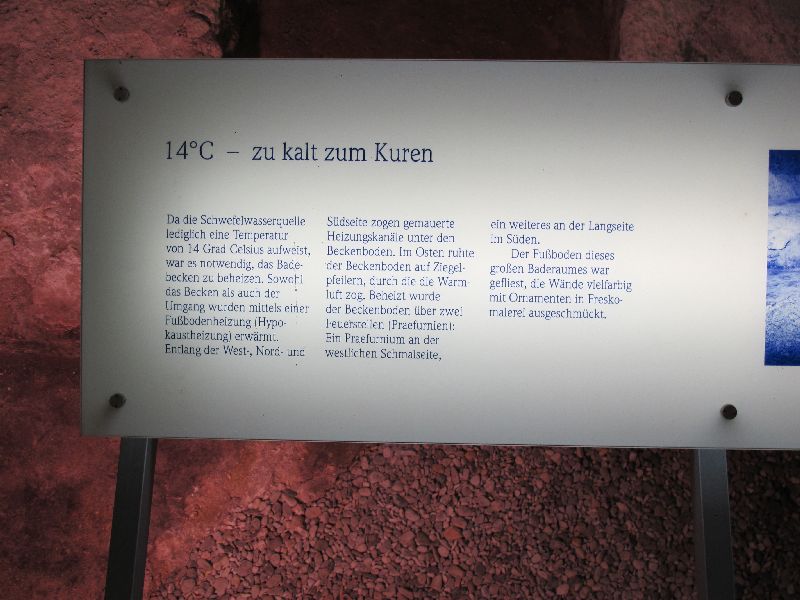 14°C – zu kalt zum Kuren
Da die Schwefelwasserquelle
lediglich eine Temperatur
von 14 Grad Celsius aufweist,
war es notwendig, das Bade-
becken zu beheizen. Sowohl
das Becken als auch der
Umgang wurden mittels einer
Fußbodenheizung (Hypo-
kaustheizung) erwärmt.
Entlang der West-, Nord- und
Südseite zogen gemauerte
Heizungskanäle unter den
Beckenboden. Im Osten ruhte
der Beckenboden auf Ziegel-
pfeilern, durch die die Warm-
luft zog. Beheizt wurde
der Beckenboden über zwei
Feuerstellen (Praefurnien):
Ein Praefurnium an der
westlichen Schmalseite,
ein weiteres an der Langseite
im Süden.
Der Fußboden dieses
großen Baderaumes war
gefliest, die Wände vielfarbig
mit Ornamenten in Fresko-
malerei ausgeschmückt.